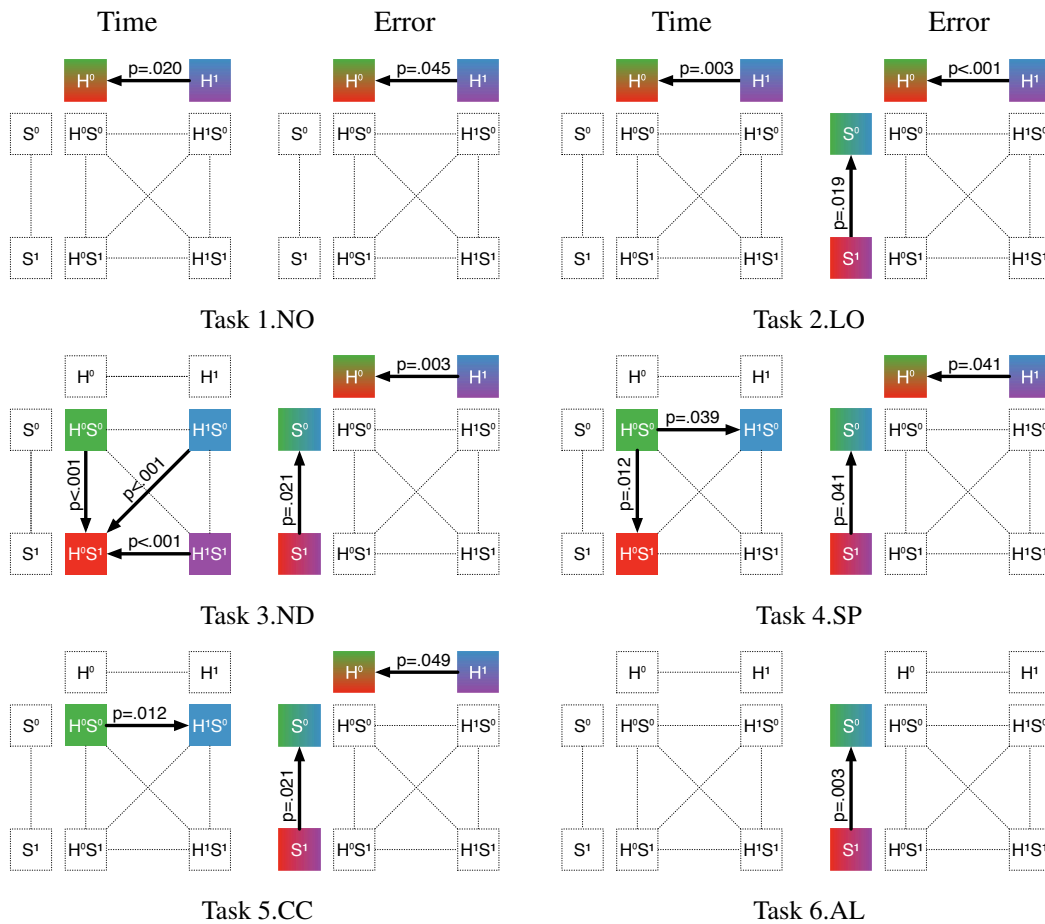 Time Error Time Error
H⁰ p=.020 H¹ H⁰ p=.045 H¹ H⁰ p=.003 H¹ H⁰ p<.001 H¹
S⁰ H⁰S⁰ H¹S⁰ S⁰ H⁰S⁰ H¹S⁰ S⁰ H⁰S⁰ H¹S⁰ S⁰ H⁰S⁰ H¹S⁰
p=.019
S¹ H⁰S¹ H¹S¹ S¹ H⁰S¹ H¹S¹ S¹ H⁰S¹ H¹S¹ S¹ H⁰S¹ H¹S¹
Task 1.NO Task 2.LO
H⁰ H¹ H⁰ p=.003 H¹ H⁰ H¹ H⁰ p=.041 H¹
S⁰ H⁰S⁰ H¹S⁰ S⁰ H⁰S⁰ H¹S⁰ S⁰ H⁰S⁰ p=.039 H¹S⁰ S⁰ H⁰S⁰ H¹S⁰
p<.001 p<.001 p=.021 p=.012 p=.041
S¹ H⁰S¹ p<.001 H¹S¹ S¹ H⁰S¹ H¹S¹ S¹ H⁰S¹ H¹S¹ S¹ H⁰S¹ H¹S¹
Task 3.ND Task 4.SP
H⁰ H¹ H⁰ p=.049 H¹ H⁰ H¹ H⁰ H¹
S⁰ H⁰S⁰ p=.012 H¹S⁰ S⁰ H⁰S⁰ H¹S⁰ S⁰ H⁰S⁰ H¹S⁰ S⁰ H⁰S⁰ H¹S⁰
p=.021 p=.003
S¹ H⁰S¹ H¹S¹ S¹ H⁰S¹ H¹S¹ S¹ H⁰S¹ H¹S¹ S¹ H⁰S¹ H¹S¹
Task 5.CC Task 6.AL